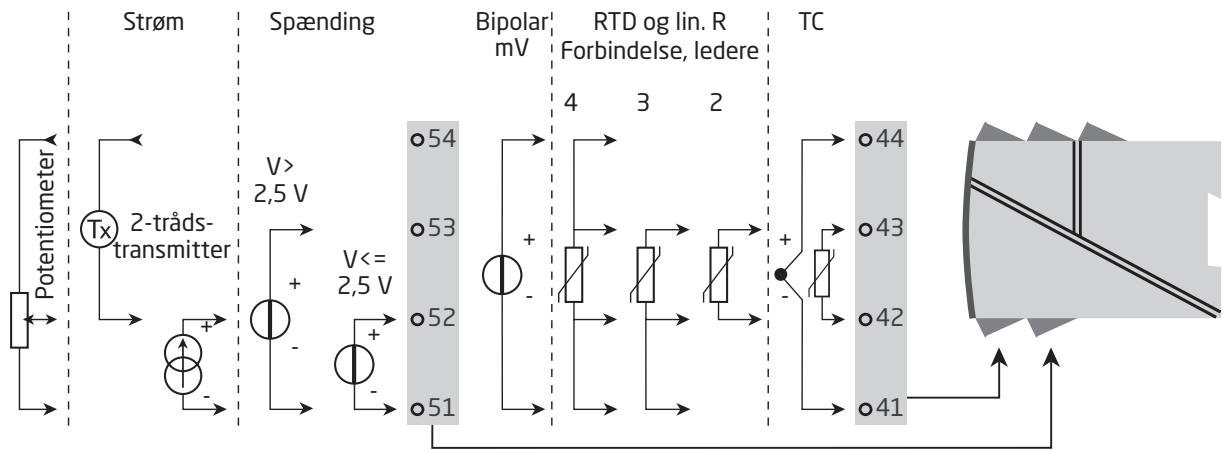 Strøm
Spænding
Bipolar
mV
RTD og lin. R
Forbindelse, ledere
TC
4
3
2
Potentiometer
Tx
2-tråds-
transmitter
+
-
V>
2,5 V
+
-
V<=
2,5 V
+
-
54
53
52
51
+
-
+
-
44
43
42
41